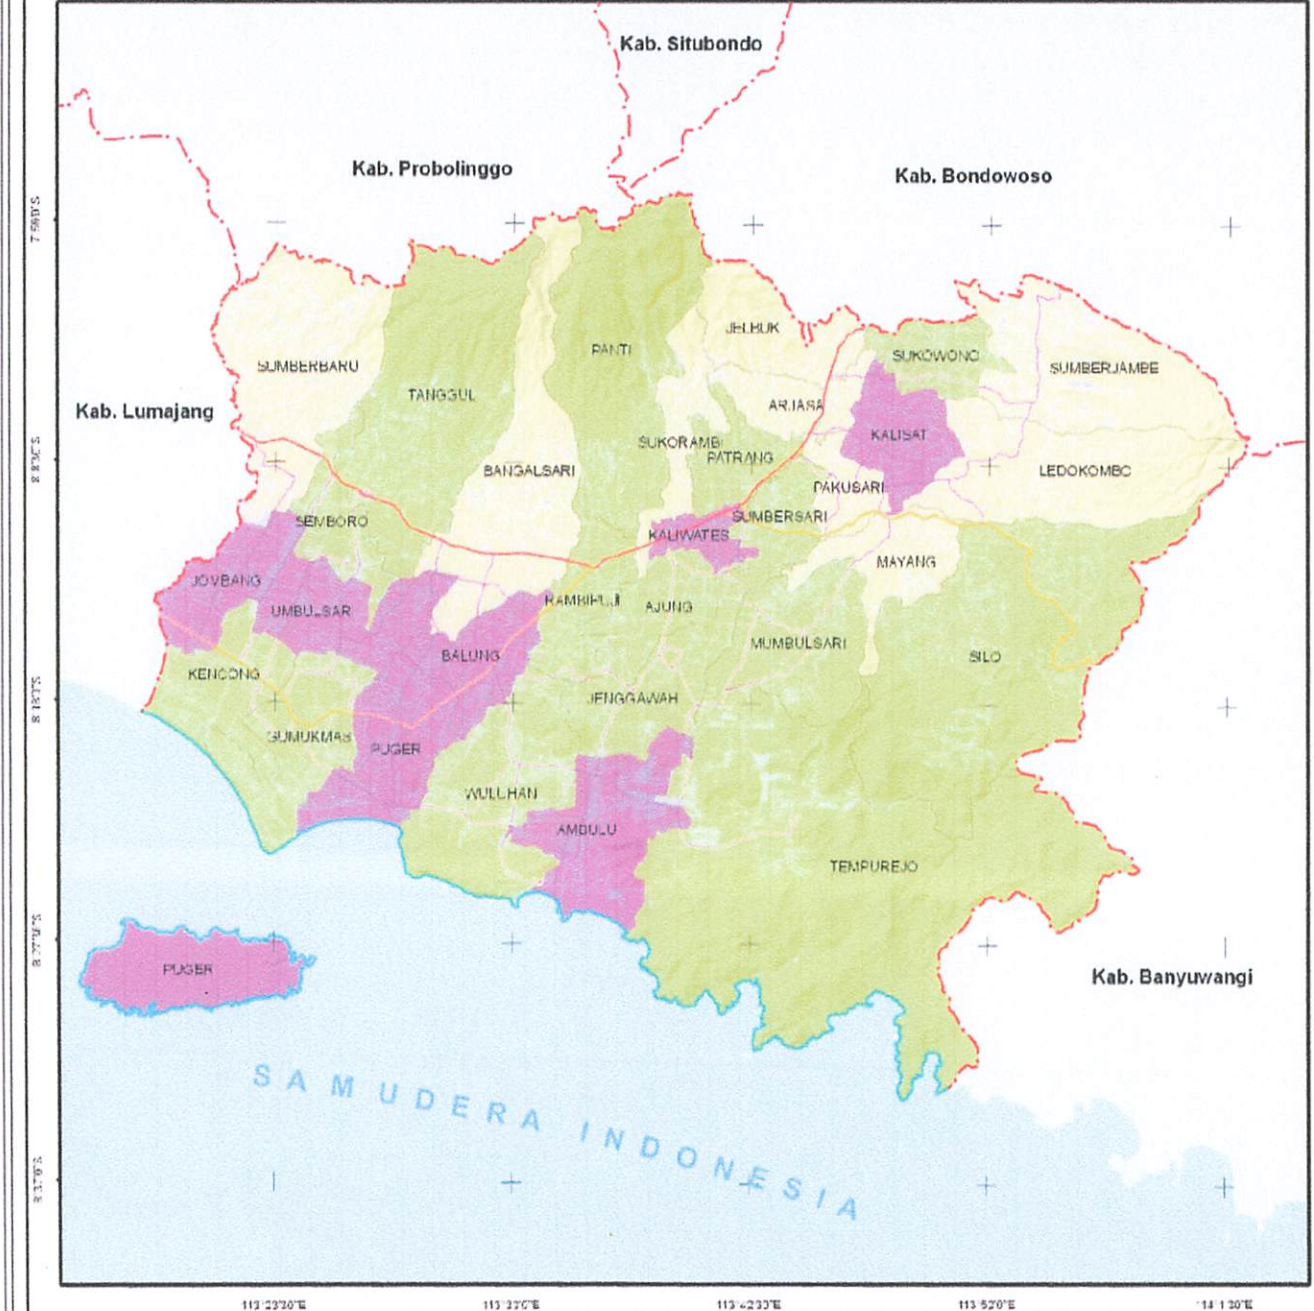 Kab. Situbondo
Kab. Probolinggo
Kab. Bondowoso
JELBUK
PANTI
SUKOWONO
SUMBERBARU
SUMBERJAMBE
TANGGUL
ARJASA
Kab. Lumajang
KALISAT
SUKORAMBI
PATRANG
BANGALSARI
LEDOKOMBO
PAKUSARI
SUMBERSARI
SEMBORO
KALIWATES
MAYANG
JOMBANG
RAMBIPUJI
AJUNG
UMBULSAR
MUMBULSARI
BALUNG
SILO
KENCONG
JENGGAWAH
GUMUKMAS
PUGER
WULUHAN
AMBULU
TEMPUREJO
PUGER
Kab. Banyuwangi
SAMUDERA INDONESIA